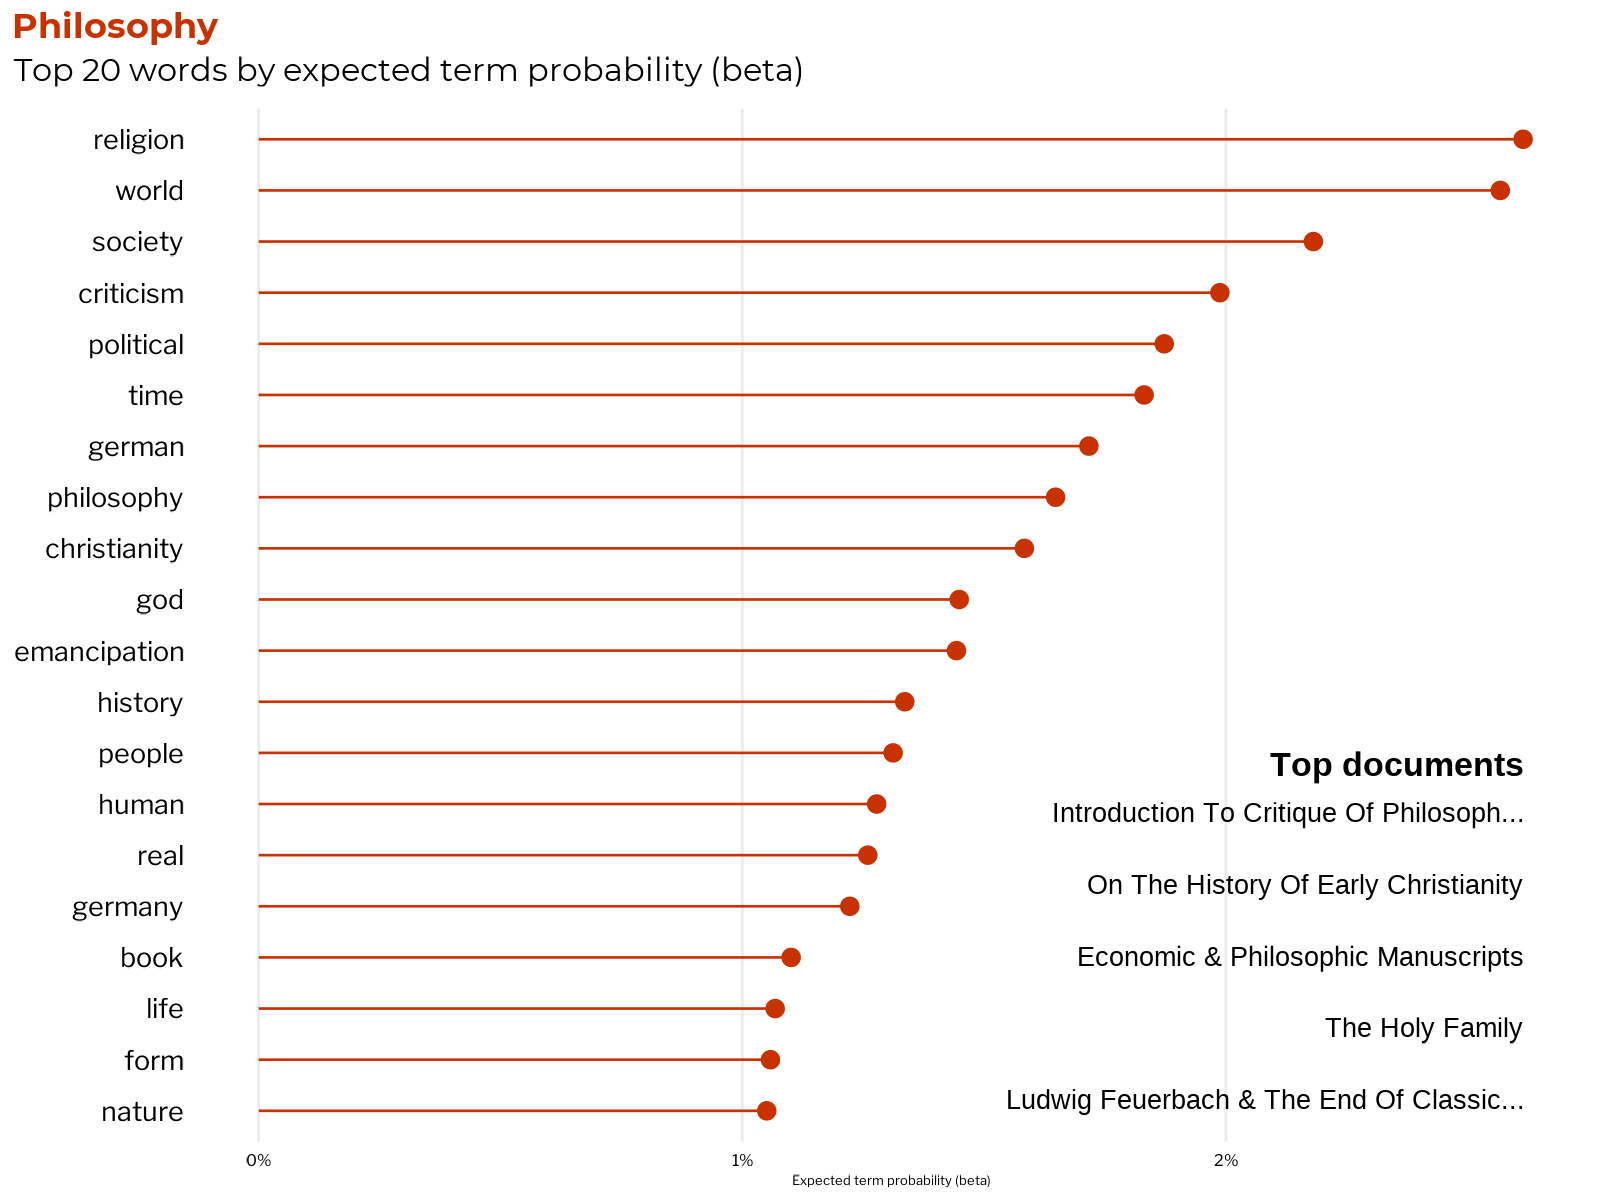 Philosophy
Top 20 words by expected term probability (beta)
religion
world
society
criticism
political
time
german
philosophy
christianity
god
emancipation
history
people
human
real
germany
book
life
form
nature
Top documents
Introduction To Critique Of Philosoph...
On The History Of Early Christianity
Economic & Philosophic Manuscripts
The Holy Family
Ludwig Feuerbach & The End Of Classic...
0% 1% 2%
Expected term probability (beta)